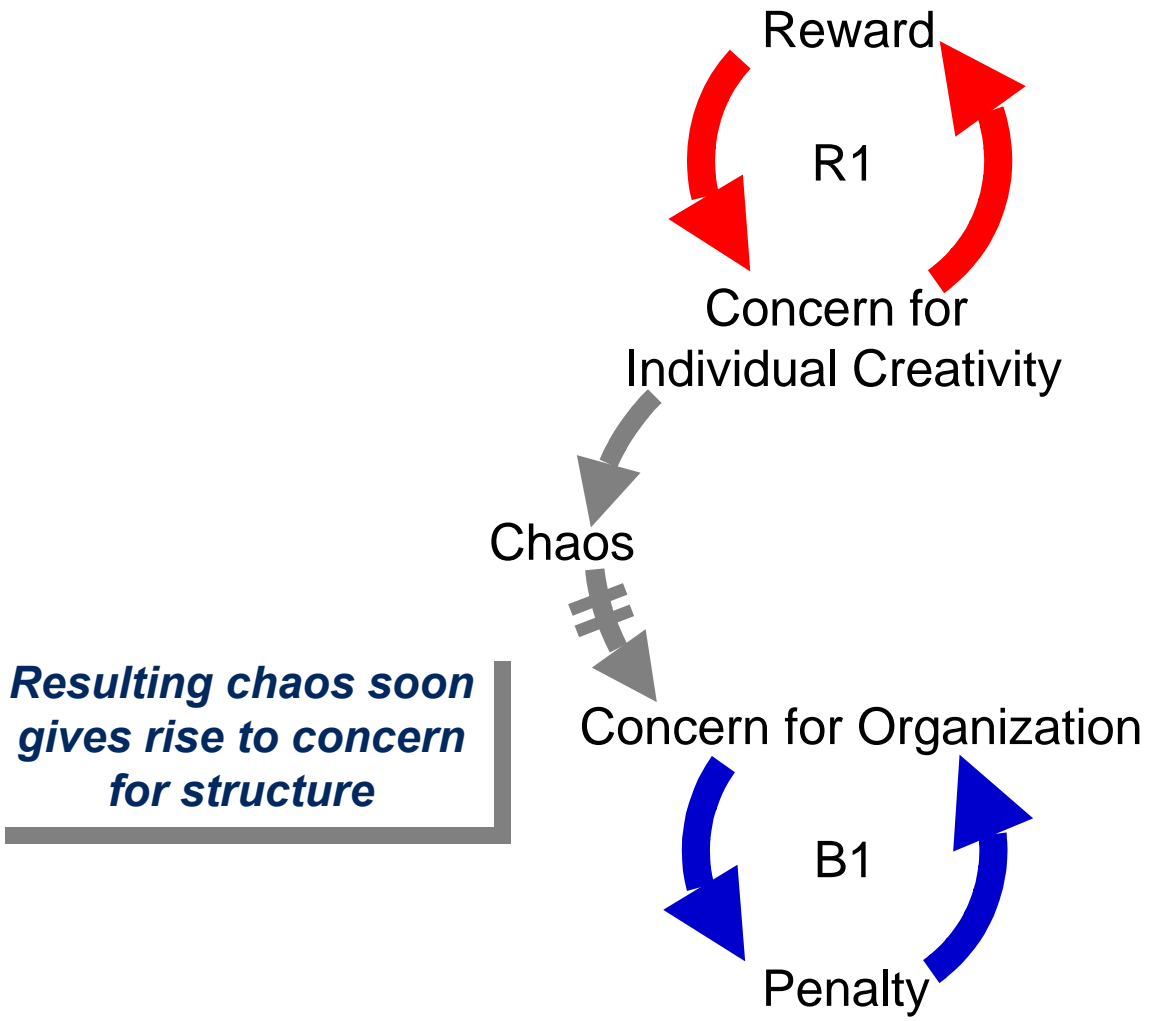 Reward
R1
Concern for
Individual Creativity
Chaos
Resulting chaos soon
gives rise to concern
for structure
Concern for Organization
B1
Penalty